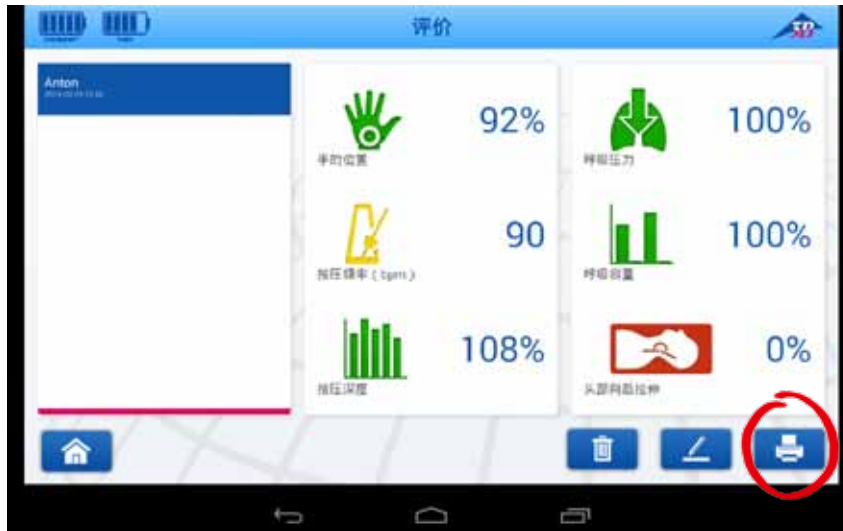 评价
3B
Anton
手的位置
92%
按压频率（bpm）
90
按压深度
108%
呼吸压力
100%
呼吸容量
100%
头部向后拉伸
0%